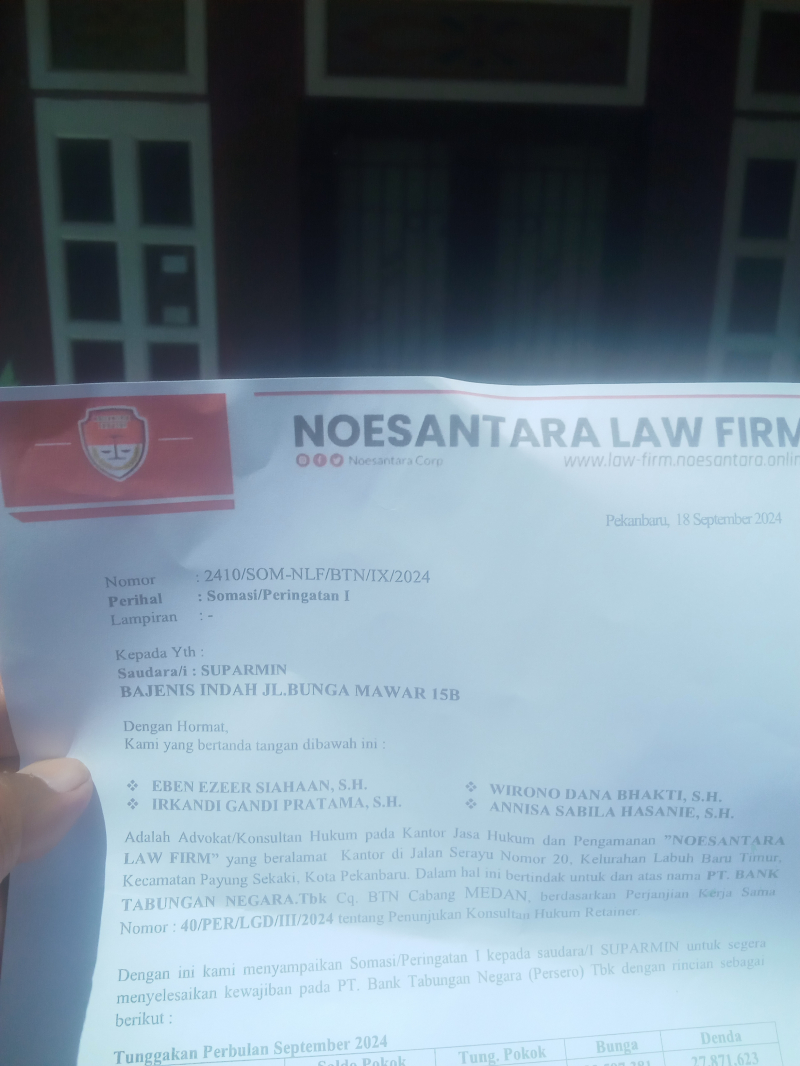 NOESANTARA LAW FIRM
Noesantara Corp
www.law-firm.noesantara.onlin
Pekanbaru, 18 September 2024
Nomor : 2410/SOM-NLF/BTN/IX/2024
Perihal : Somasi/Peringatan I
Lampiran : -
Kepada Yth :
Saudara/i : SUPARMIN
BAJENIS INDAH JL.BUNGA MAWAR 15B
Dengan Hormat,
Kami yang bertanda tangan dibawah ini :
❖ EBEN EZEER SIAHAAN, S.H. ❖ WIRONO DANA BHAKTI, S.H.
❖ IRKANDI GANDI PRATAMA, S.H. ❖ ANNISA SABILA HASANIE, S.H.
Adalah Advokat/Konsultan Hukum pada Kantor Jasa Hukum dan Pengamanan "NOESANTARA
LAW FIRM" yang beralamat Kantor di Jalan Serayu Nomor 20, Kelurahan Labuh Baru Timur,
Kecamatan Payung Sekaki, Kota Pekanbaru. Dalam hal ini bertindak untuk dan atas nama PT. BANK
TABUNGAN NEGARA.Tbk Cq. BTN Cabang MEDAN, berdasarkan Perjanjian Kerja Sama
Nomor : 40/PER/LGD/III/2024 tentang Penunjukan Konsultan Hukum Retainer.
Dengan ini kami menyampaikan Somasi/Peringatan I kepada saudara/I SUPARMIN untuk segera
menyelesaikan kewajiban pada PT. Bank Tabungan Negara (Persero) Tbk dengan rincian sebagai
berikut :
Tunggakan Perbulan September 2024
Saldo Pokok Tung. Pokok Bunga Denda
27,871,623